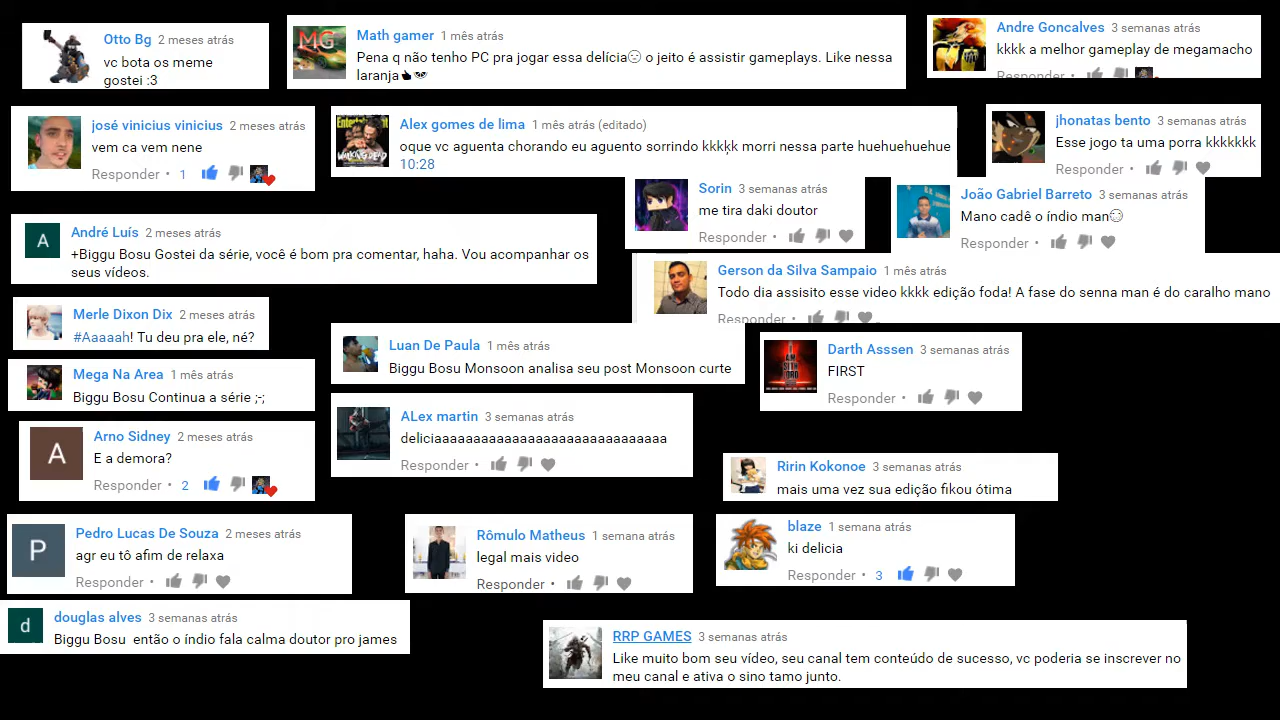 Otto Bg 2 meses atrás
vc bota os meme
gostei :3
MG
Math gamer 1 mês atrás
Pena q não tenho PC pra jogar essa delícia😔 o jeito é assistir gameplays. Like nessa
laranja👍👀
Andre Goncalves 3 semanas atrás
kkkk a melhor gameplay de megamacho
Responder
josé vinicius vinicius 2 meses atrás
vem ca vem nene
Responder • 1
WALKING DEAD
Alex gomes de lima 1 mês atrás (editado)
oque vc aguenta chorando eu aguento sorrindo kkkķk morri nessa parte huehuehuehue
10:28
jhonatas bento 3 semanas atrás
Esse jogo ta uma porra kkkkkkk
Responder •
Sorin 3 semanas atrás
me tira daki doutor
Responder •
João Gabriel Barreto 3 semanas atrás
Mano cadê o índio man😔
Responder •
A
André Luís 2 meses atrás
+Biggu Bosu Gostei da série, você é bom pra comentar, haha. Vou acompanhar os
seus vídeos.
Gerson da Silva Sampaio 1 mês atrás
Todo dia assisito esse video kkkk edição foda! A fase do senna man é do caralho mano
Responder •
Merle Dixon Dix 2 meses atrás
#Aaaaah! Tu deu pra ele, né?
Luan De Paula 1 mês atrás
Biggu Bosu Monsoon analisa seu post Monsoon curte
Darth Asssen 3 semanas atrás
FIRST
Responder •
Mega Na Area 1 mês atrás
Biggu Bosu Continua a série ;-;
ALex martin 3 semanas atrás
deliciaaaaaaaaaaaaaaaaaaaaaaaaaaaaaa
Responder •
A
Arno Sidney 2 meses atrás
E a demora?
Responder • 2
Ririn Kokonoe 3 semanas atrás
mais uma vez sua edição fikou ótima
P
Pedro Lucas De Souza 2 meses atrás
agr eu tô afim de relaxa
Responder •
Rômulo Matheus 1 semana atrás
legal mais video
Responder •
blaze 1 semana atrás
ki delicia
Responder • 3
d
douglas alves 3 semanas atrás
Biggu Bosu então o índio fala calma doutor pro james
RRP GAMES 3 semanas atrás
Like muito bom seu vídeo, seu canal tem conteúdo de sucesso, vc poderia se inscrever no
meu canal e ativa o sino tamo junto.